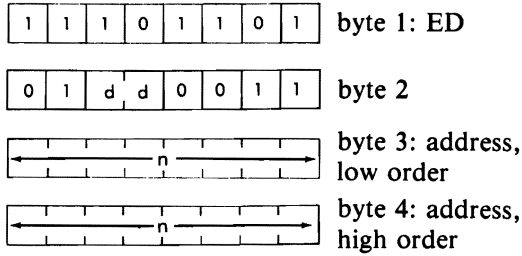 1 1 1 0 1 1 0 1 byte 1: ED
0 1 d d 0 0 1 1 byte 2
n byte 3: address,
low order
n byte 4: address,
high order